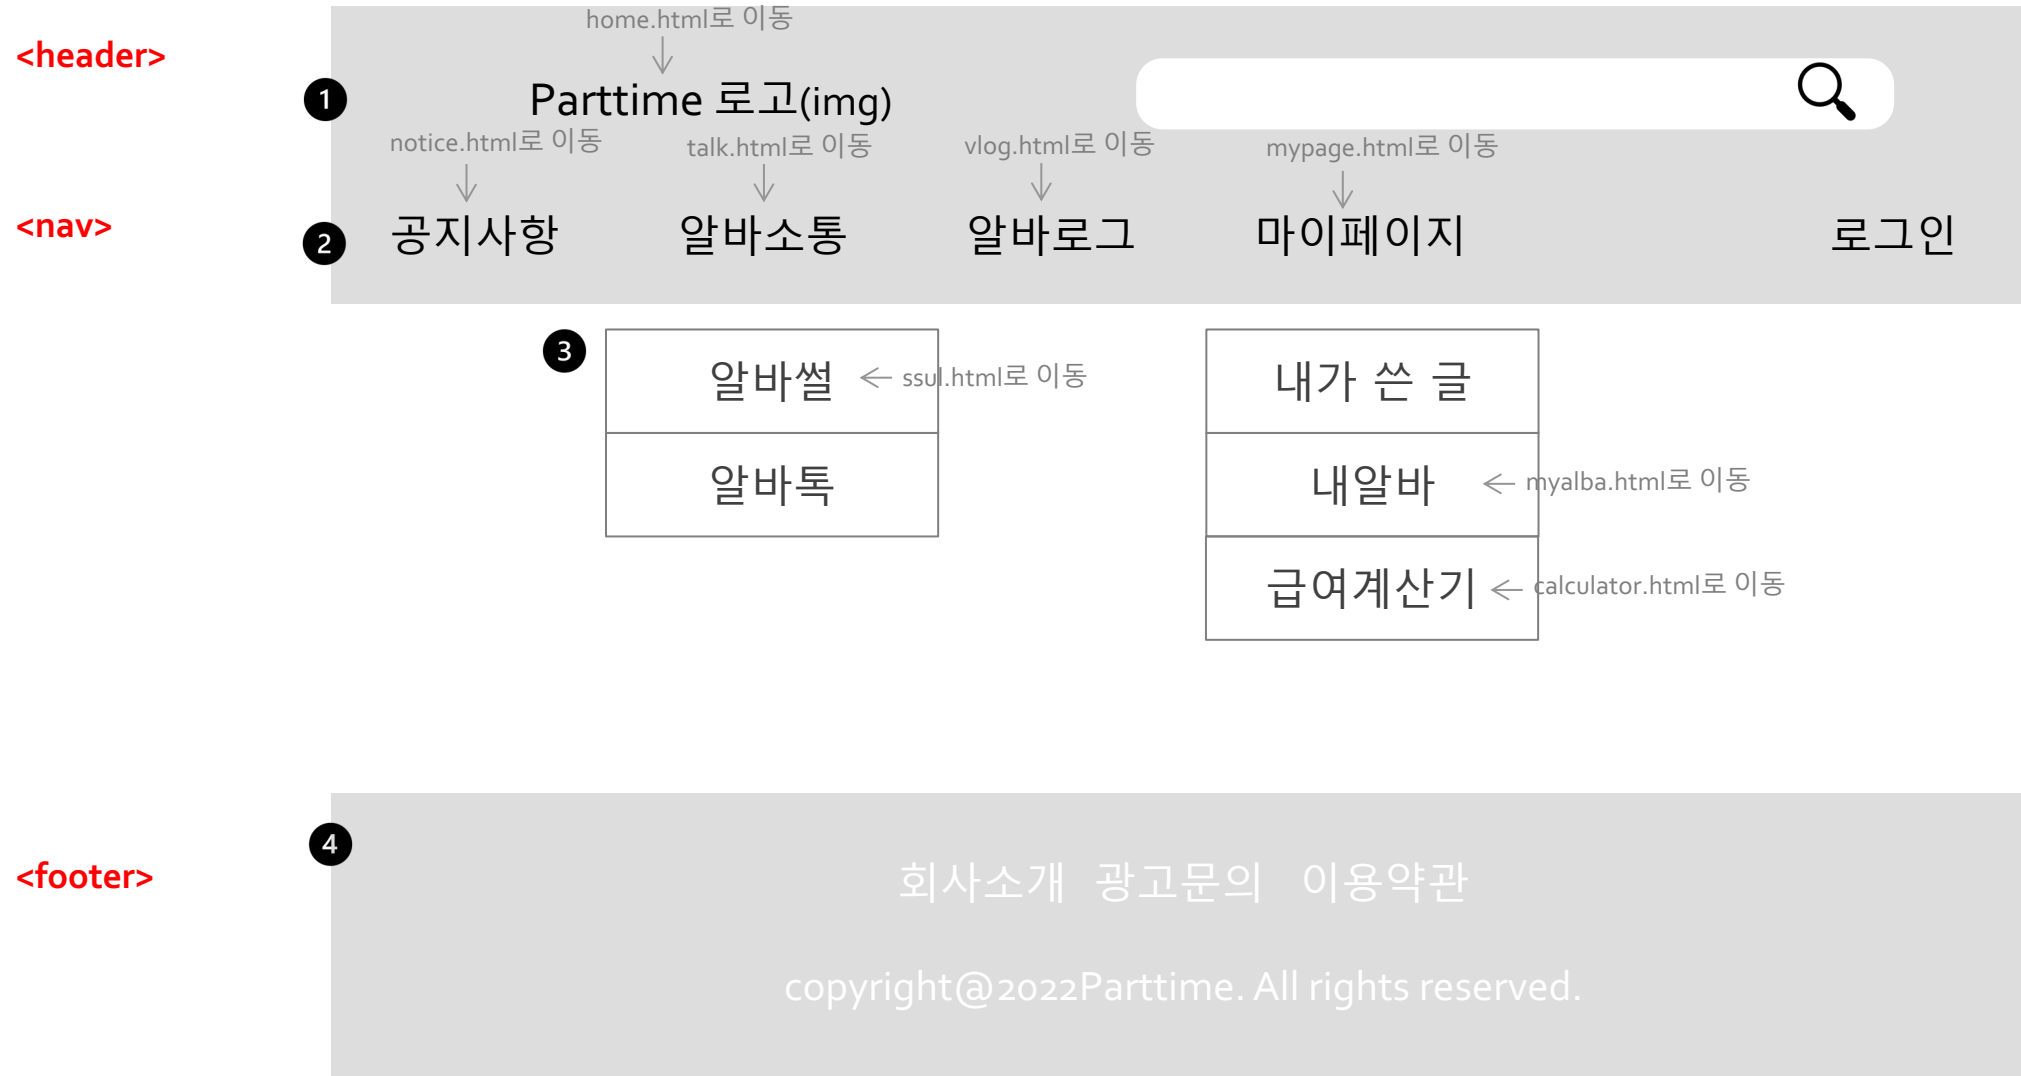 home.html로 이동
<header>
1
Parttime 로고(img)
notice.html로 이동
talk.html로 이동
vlog.html로 이동
mypage.html로 이동
<nav>
2
공지사항
알바소통
알바로그
마이페이지
로그인
3
알바썰
ssul.html로 이동
내가 쓴 글
알바톡
내알바
myalba.html로 이동
급여계산기
calculator.html로 이동
4
<footer>
회사소개 광고문의 이용약관
copyright@2022Parttime. All rights reserved.